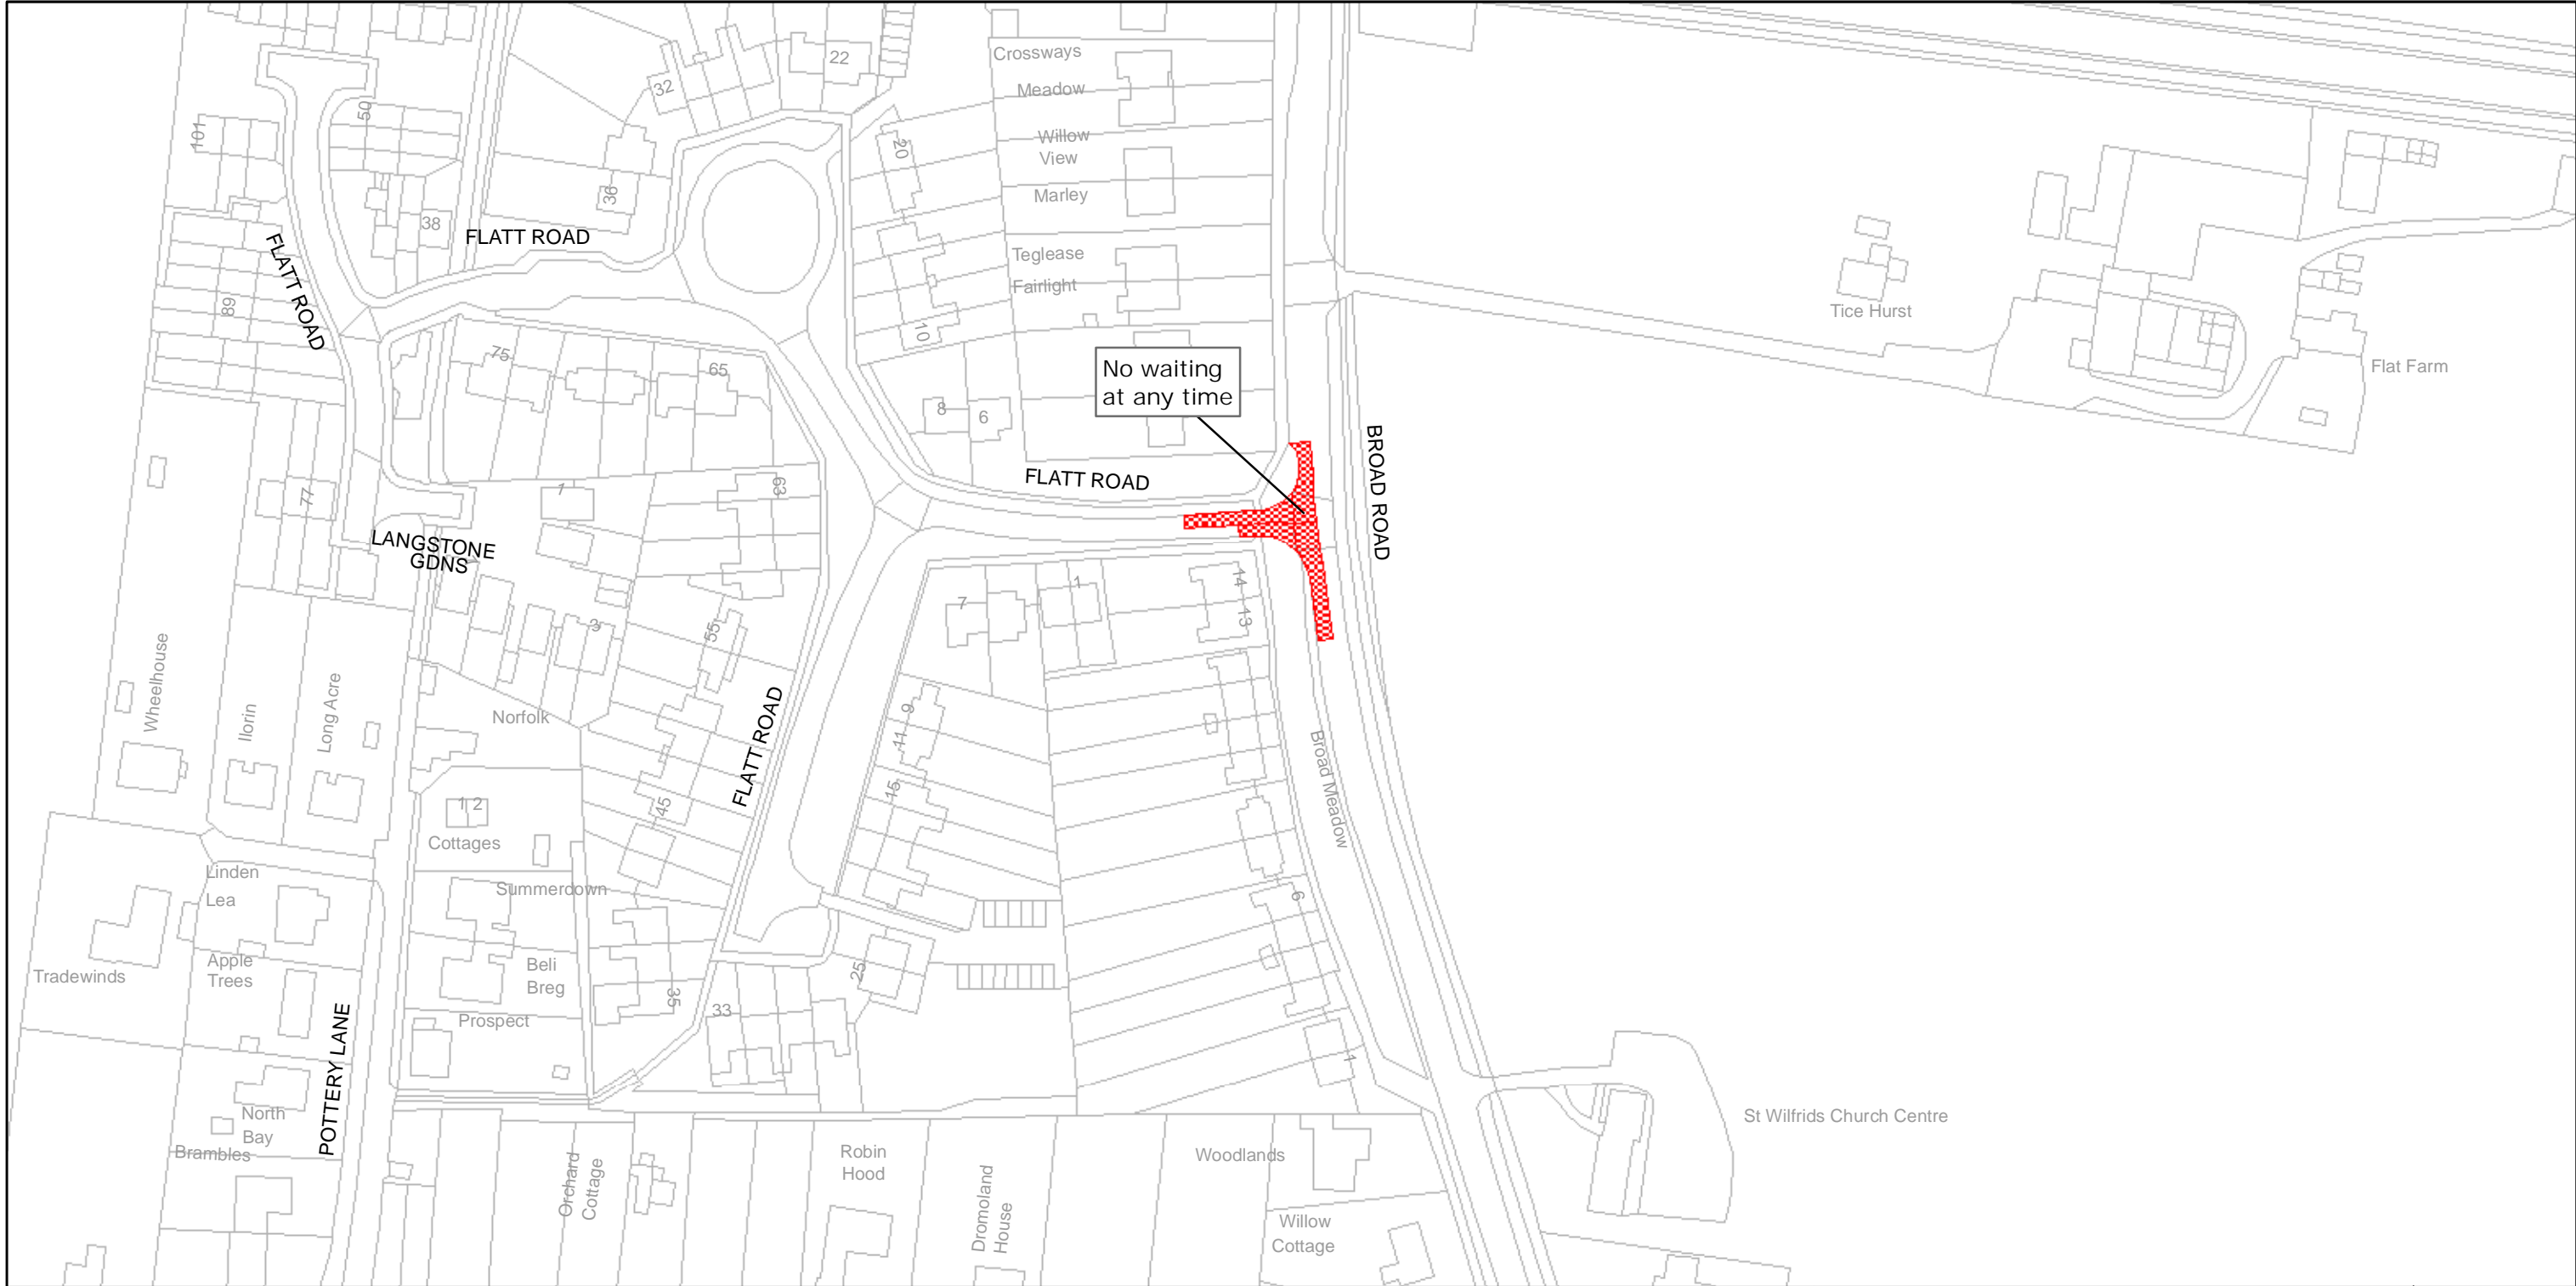 22
Crossways
32
Meadow
50
101
Willow
View
20
36
Marley
38
FLATT ROAD
FLATT ROAD
Teglease
Fairlight
89
Tice Hurst
10
75
65
Flat Farm
No waiting
at any time
8
6
BROAD ROAD
FLATT ROAD
63
1
77
LANGSTONE
GDNS
14
13
1
7
3
55
Wheelhouse
Ilorin
Long Acre
Norfolk
FLATT ROAD
9
11
15
45
Broad Meadow
1 2
Cottages
Linden
Lea
Summerdown
6
Tradewinds
Apple
Trees
Beli
Breg
25
35
33
Prospect
POTTERY LANE
1
North
Bay
Brambles
St Wilfrids Church Centre
Orchard
Cottage
Robin
Hood
Dromoland
House
Woodlands
Willow
Cottage